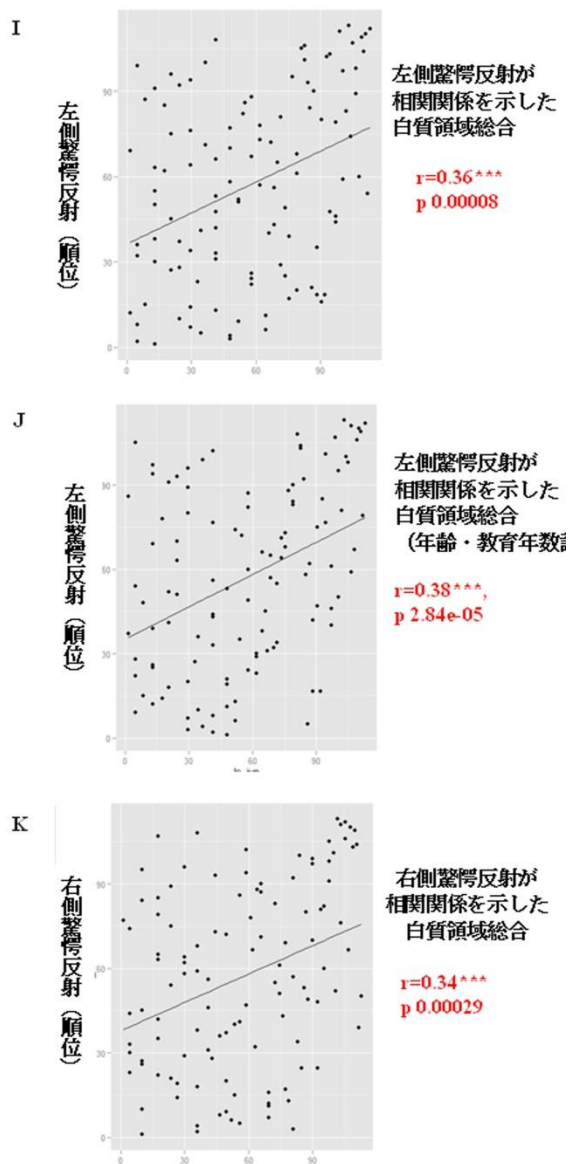 I
左側驚愕反射（順位）
90
60
30
0
0
30
60
90
左側驚愕反射が
相関関係を示した
白質領域総合
r=0.36***
p 0.00008
J
左側驚愕反射（順位）
90
60
30
0
0
30
60
90
左側驚愕反射が
相関関係を示した
白質領域総合
（年齢・教育年数
r=0.38***,
p 2.84e-05
K
右側驚愕反射（順位）
90
60
30
0
0
30
60
90
右側驚愕反射が
相関関係を示した
白質領域総合
r=0.34***
p 0.00029